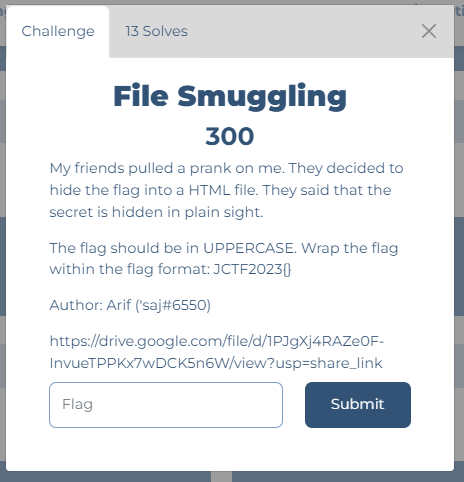 Challenge
13 Solves
File Smuggling
300
My friends pulled a prank on me. They decided to
hide the flag into a HTML file. They said that the
secret is hidden in plain sight.
The flag should be in UPPERCASE. Wrap the flag
within the flag format: JCTF2023{}
Author: Arif ('saj#6550)
https://drive.google.com/file/d/1PJgXj4RAZe0F-
InvueTPPKx7wDCK5n6W/view?usp=share_link
Flag
Submit